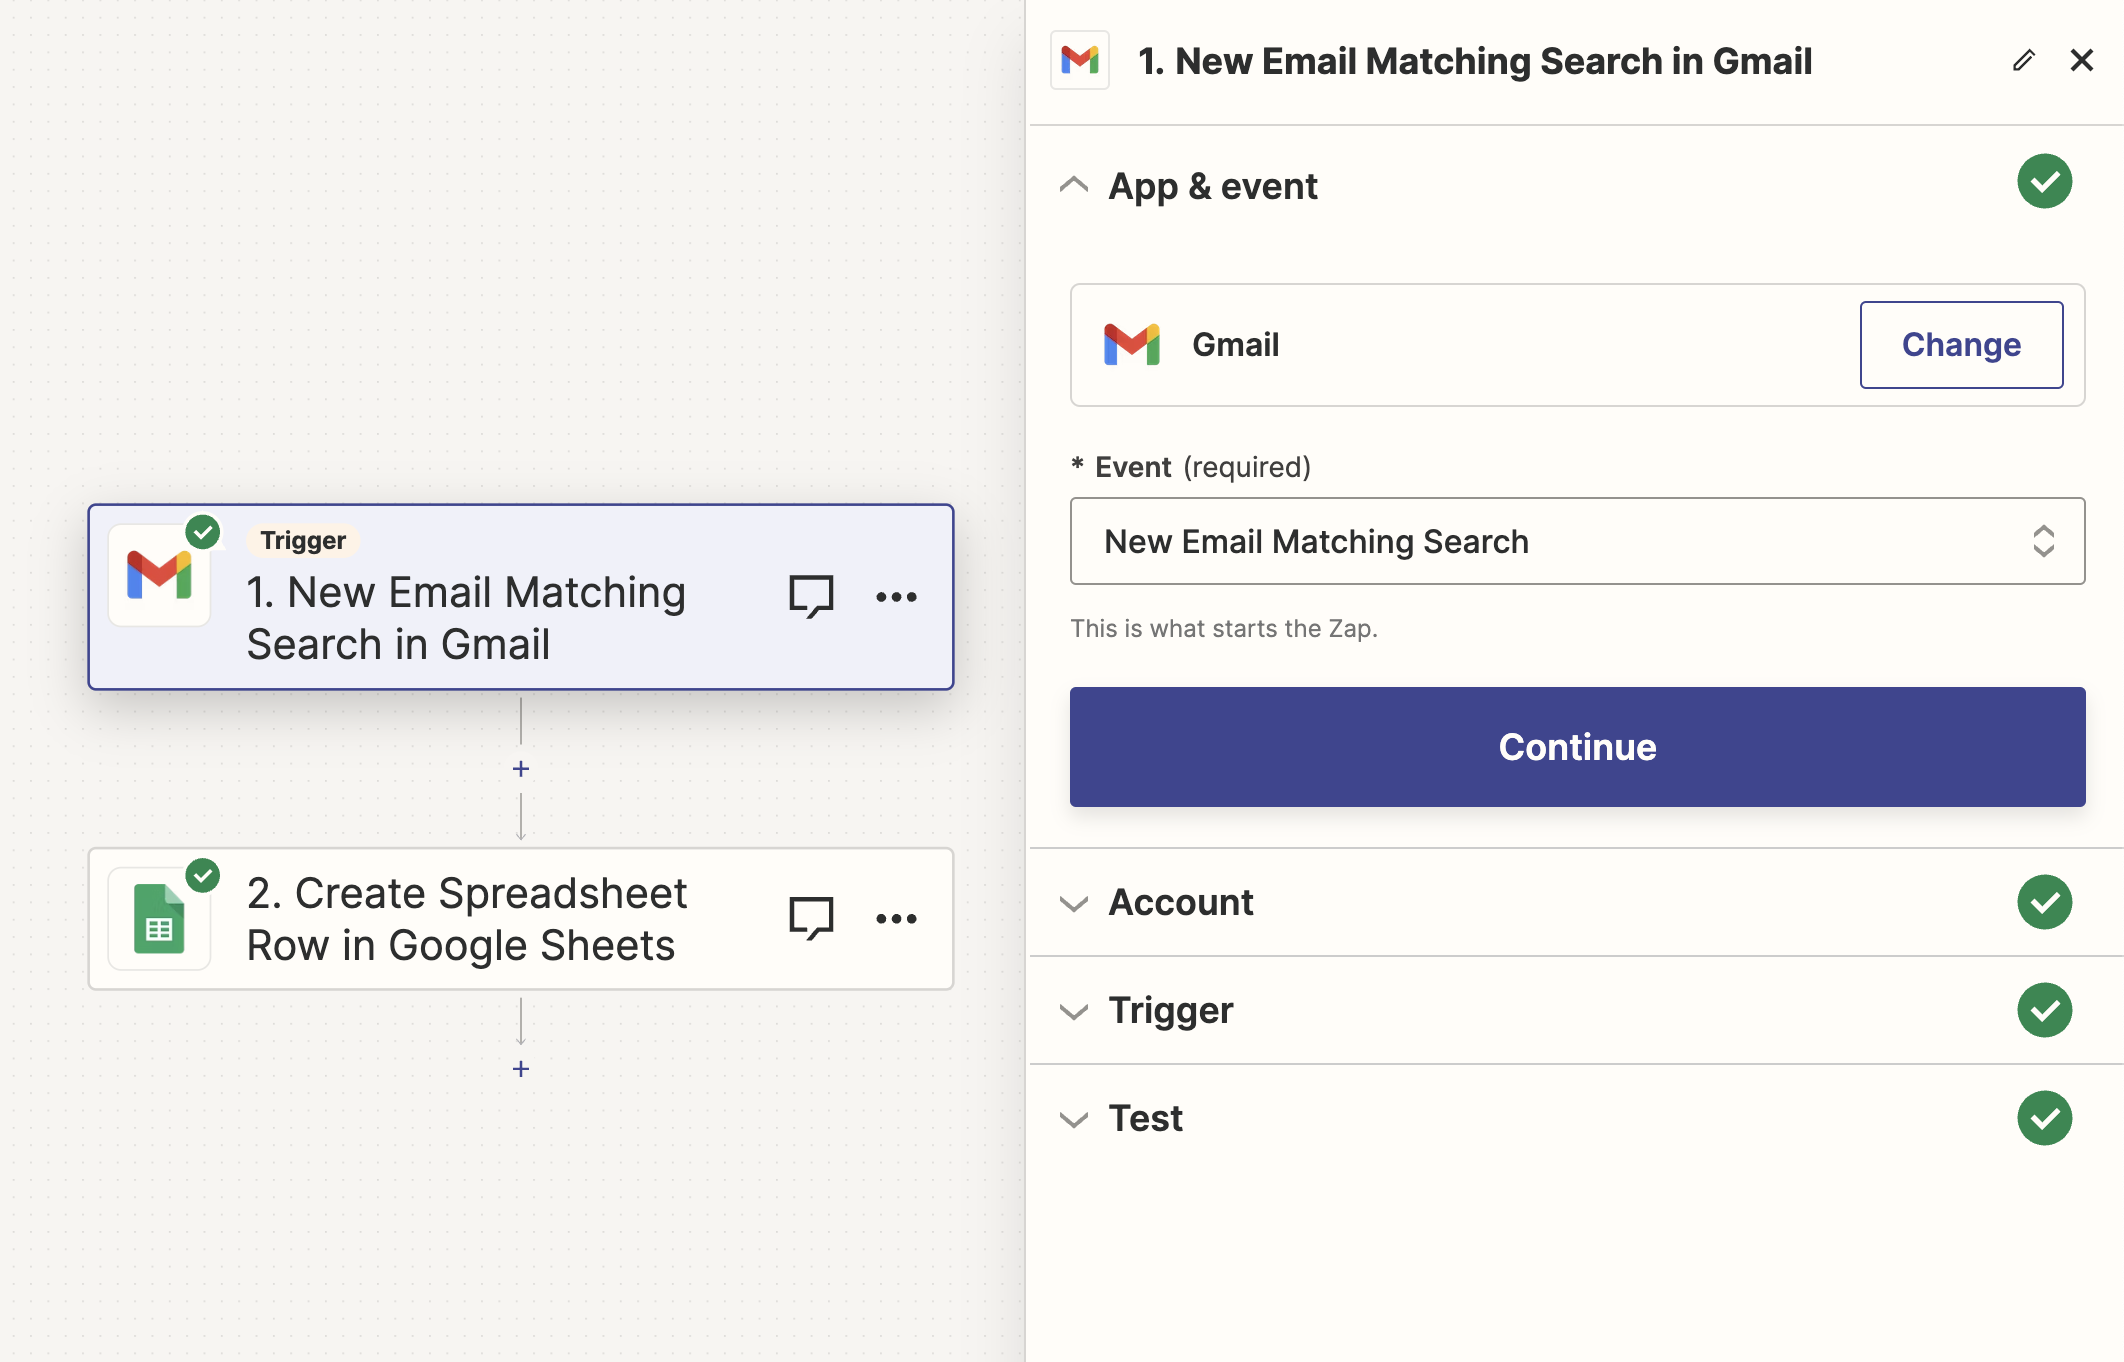 Trigger
1. New Email Matching
Search in Gmail
+
2. Create Spreadsheet
Row in Google Sheets
+
1. New Email Matching Search in Gmail
App & event
Gmail
Change
* Event (required)
New Email Matching Search
This is what starts the Zap.
Continue
Account
Trigger
Test